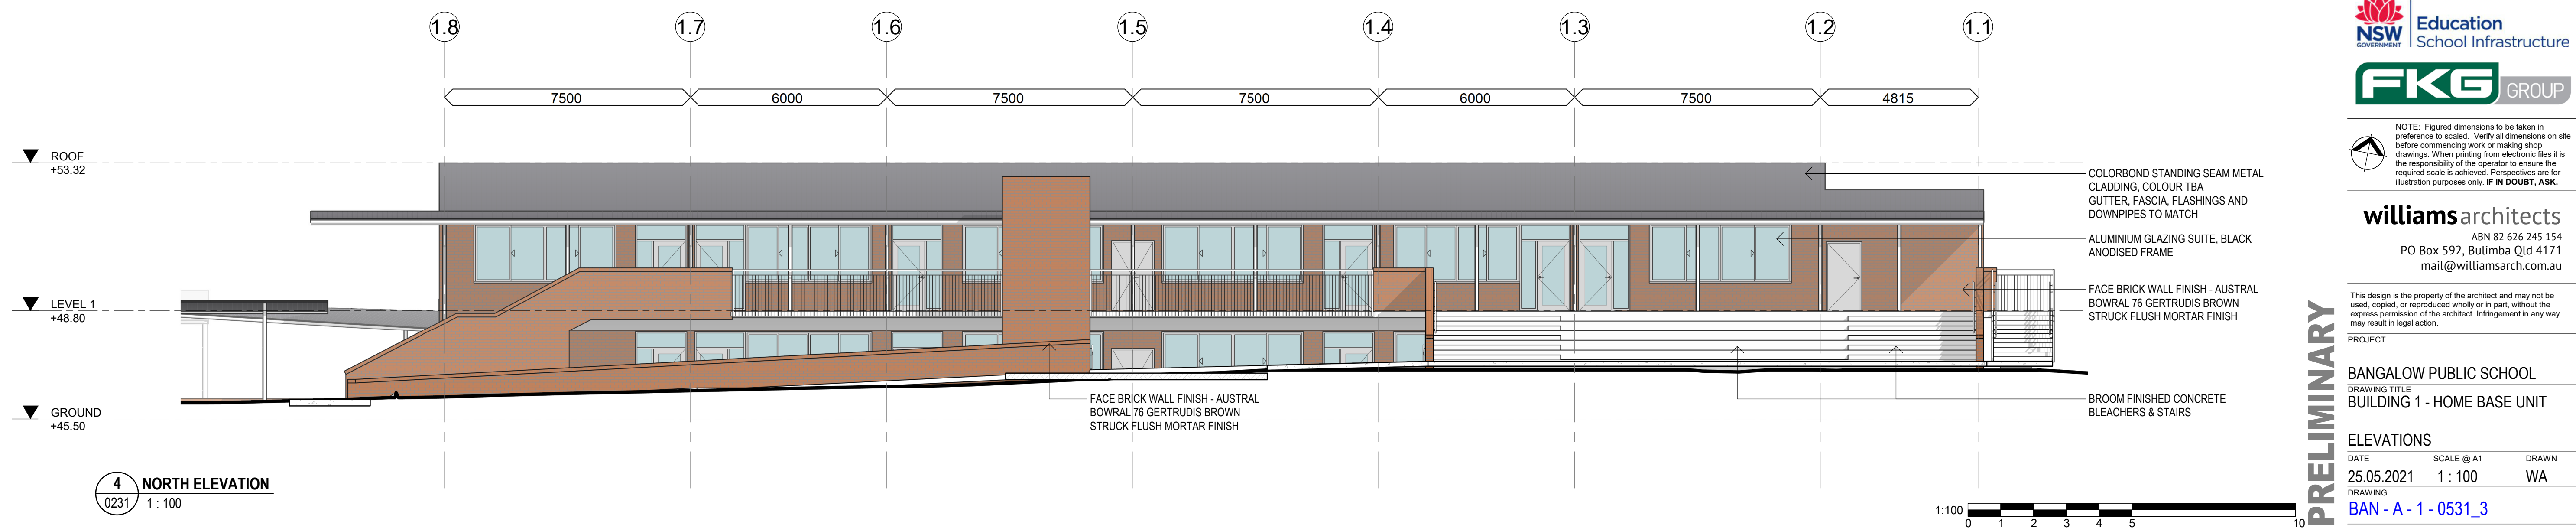 1.8 1.7 1.6 1.5 1.4 1.3 1.2 1.1
7500 6000 7500 7500 6000 7500 4815
ROOF
+53.32
LEVEL 1
+48.80
GROUND
+45.50
COLORBOND STANDING SEAM METAL
CLADDING, COLOUR TBA
GUTTER, FASCIA, FLASHINGS AND
DOWNPIPES TO MATCH
ALUMINIUM GLAZING SUITE, BLACK
ANODISED FRAME
FACE BRICK WALL FINISH - AUSTRAL
BOWRAL 76 GERTRUDIS BROWN
STRUCK FLUSH MORTAR FINISH
BROOM FINISHED CONCRETE
BLEACHERS & STAIRS
FACE BRICK WALL FINISH - AUSTRAL
BOWRAL 76 GERTRUDIS BROWN
STRUCK FLUSH MORTAR FINISH
4
0231
NORTH ELEVATION
1 : 100
1:100
0 1 2 3 4 5 10
PRELIMINARY
NSW
GOVERNMENT
Education
School Infrastructure
FKG GROUP
NOTE: Figured dimensions to be taken in
preference to scaled. Verify all dimensions on site
before commencing work or making shop
drawings. When printing from electronic files it is
the responsibility of the operator to ensure the
required scale is achieved. Perspectives are for
illustration purposes only. IF IN DOUBT, ASK.
williamsarchitects
ABN 82 626 245 154
PO Box 592, Bulimba Qld 4171
mail@williamsarch.com.au
This design is the property of the architect and may not be
used, copied, or reproduced wholly or in part, without the
express permission of the architect. Infringement in any way
may result in legal action.
PROJECT
BANGALOW PUBLIC SCHOOL
DRAWING TITLE
BUILDING 1 - HOME BASE UNIT
ELEVATIONS
DATE SCALE @ A1 DRAWN
25.05.2021 1 : 100 WA
DRAWING
BAN - A - 1 - 0531_3